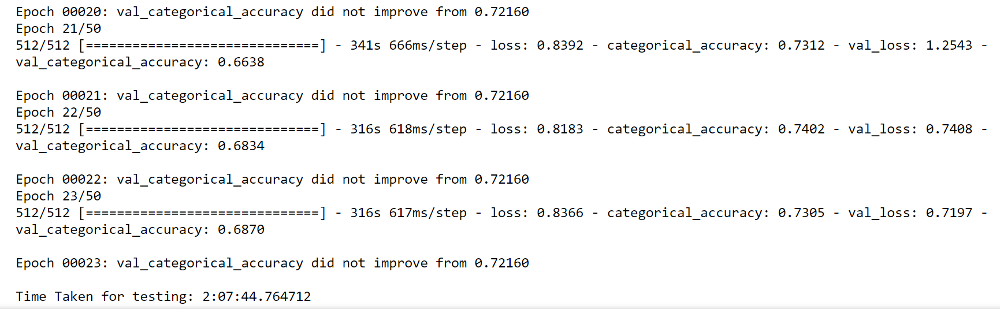 Epoch 00020: val_categorical_accuracy did not improve from 0.72160
Epoch 21/50
512/512 [==============================] - 341s 666ms/step - loss: 0.8392 - categorical_accuracy: 0.7312 - val_loss: 1.2543 -
val_categorical_accuracy: 0.6638
Epoch 00021: val_categorical_accuracy did not improve from 0.72160
Epoch 22/50
512/512 [==============================] - 316s 618ms/step - loss: 0.8183 - categorical_accuracy: 0.7402 - val_loss: 0.7408 -
val_categorical_accuracy: 0.6834
Epoch 00022: val_categorical_accuracy did not improve from 0.72160
Epoch 23/50
512/512 [==============================] - 316s 617ms/step - loss: 0.8366 - categorical_accuracy: 0.7305 - val_loss: 0.7197 -
val_categorical_accuracy: 0.6870
Epoch 00023: val_categorical_accuracy did not improve from 0.72160
Time Taken for testing: 2:07:44.764712